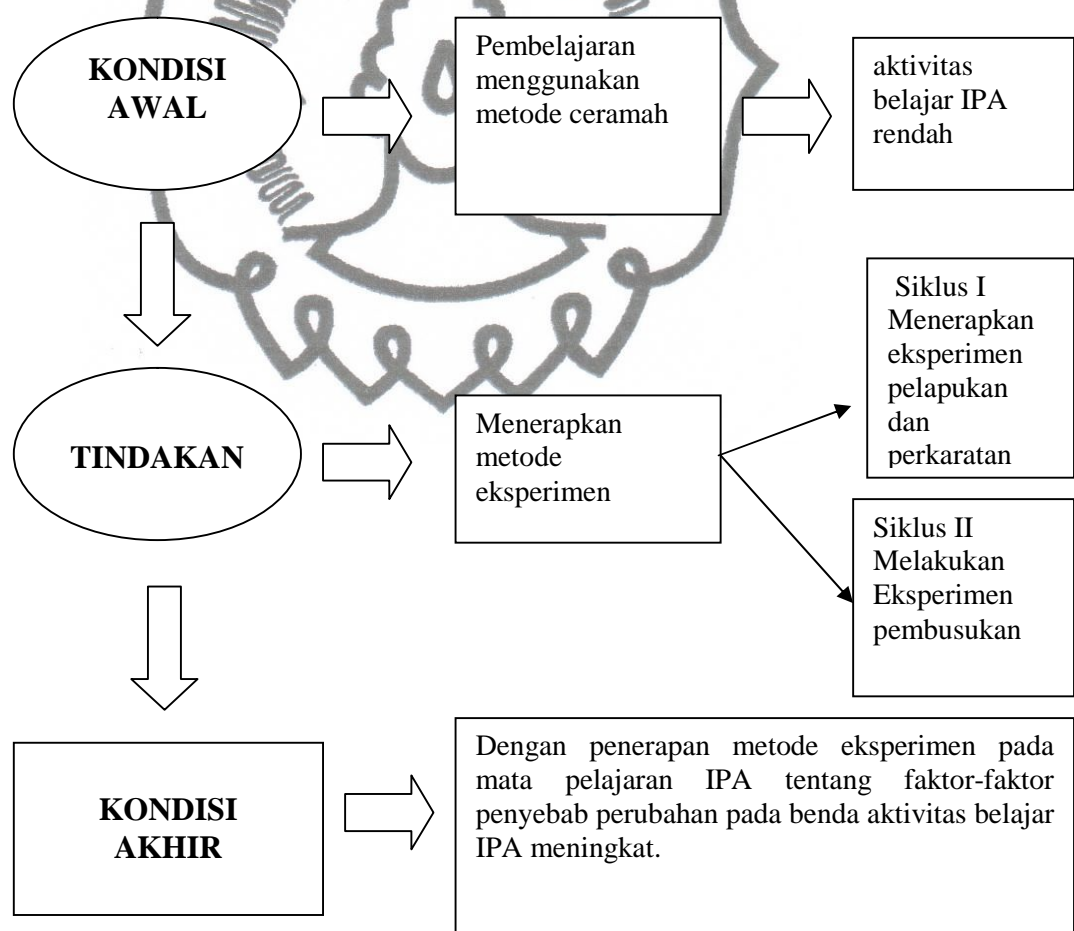 KONDISI
AWAL
Pembelajaran
menggunakan
metode ceramah
aktivitas
belajar IPA
rendah
TINDAKAN
Menerapkan
metode
eksperimen
Siklus I
Menerapkan
eksperimen
pelapukan
dan
perkaratan
Siklus II
Melakukan
Eksperimen
pembusukan
KONDISI
AKHIR
Dengan penerapan metode eksperimen pada
mata pelajaran IPA tentang faktor-faktor
penyebab perubahan pada benda aktivitas belajar
IPA meningkat.